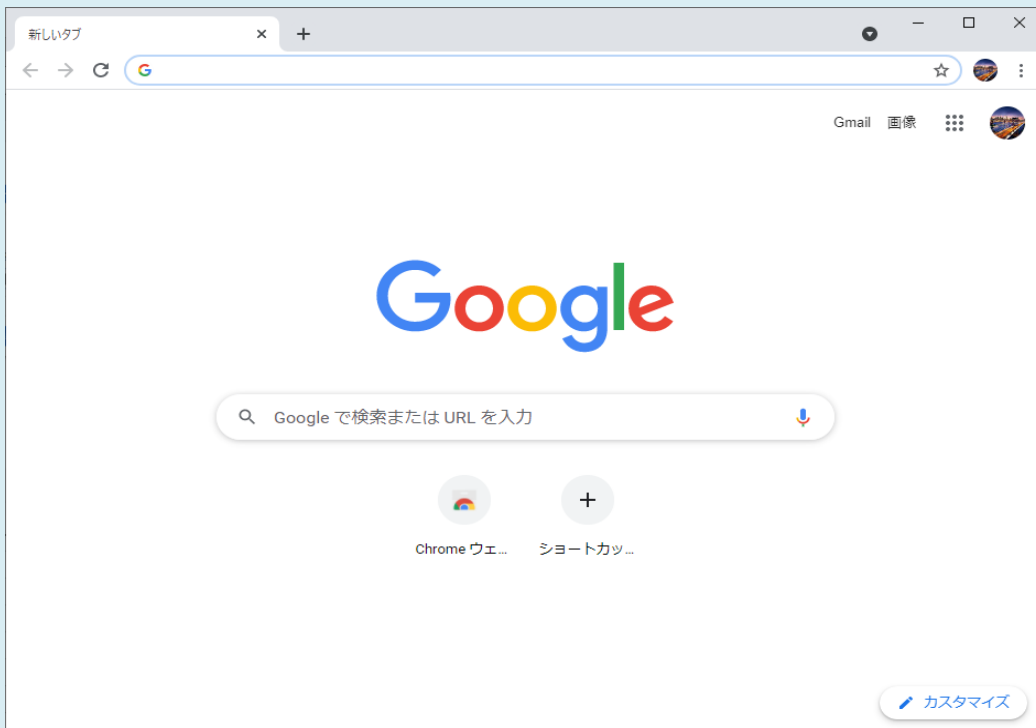 新しいタブ
Gmail 画像
Google
Google で検索または URL を入力
Chrome ウェ... ショートカッ...
カスタマイズ